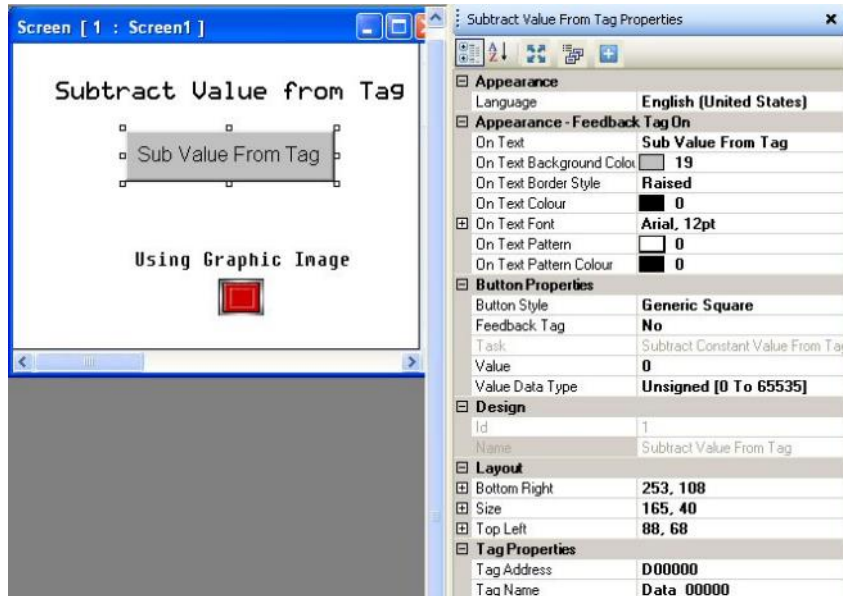 Screen [ 1 : Screen1 ]
Subtract Value from Tag
Sub Value From Tag
Using Graphic Image
Subtract Value From Tag Properties
Appearance
Language English (United States)
Appearance - Feedback Tag On
On Text Sub Value From Tag
On Text Background Colou 19
On Text Border Style Raised
On Text Colour 0
On Text Font Arial, 12pt
On Text Pattern 0
On Text Pattern Colour 0
Button Properties
Button Style Generic Square
Feedback Tag No
Task Subtract Constant Value From Tag
Value 0
Value Data Type Unsigned [0 To 65535]
Design
Id 1
Name Subtract Value From Tag
Layout
Bottom Right 253, 108
Size 165, 40
Top Left 88, 68
Tag Properties
Tag Address D00000
Tag Name Data_00000